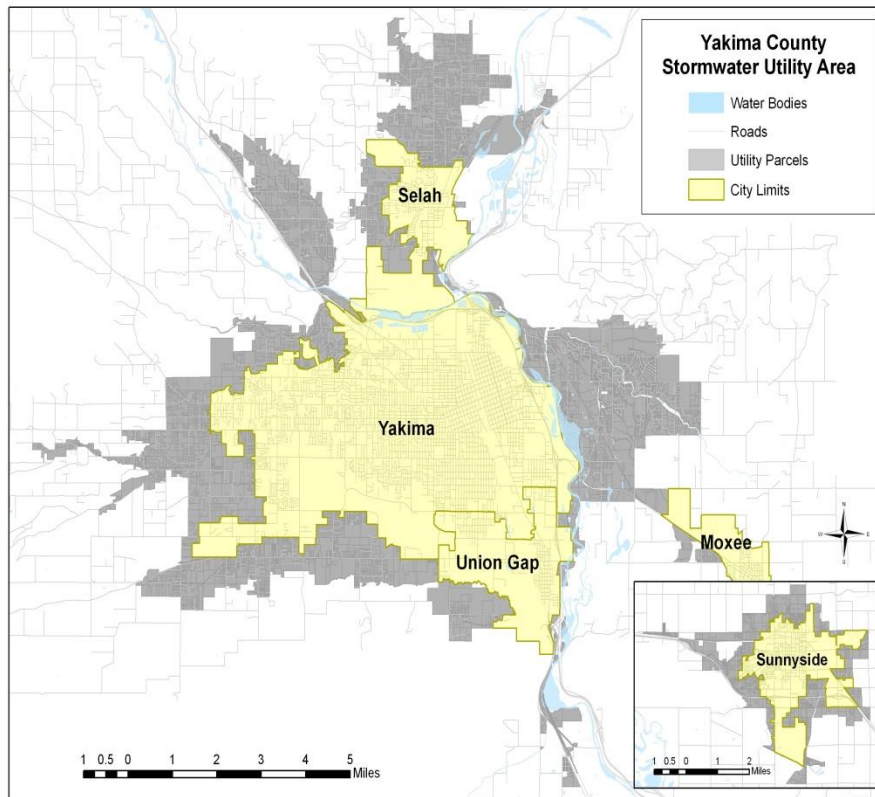 Yakima County
Stormwater Utility Area
Water Bodies
Roads
Utility Parcels
City Limits
Selah
Yakima
Union Gap
Moxee
N
W E
S
Sunnyside
1 0.5 0 1 2 3 4 5
Miles
1 0.5 0 1 2
Miles